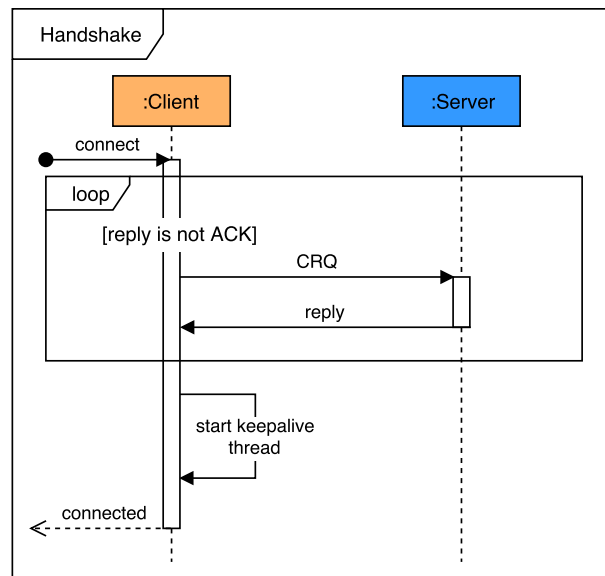 Handshake
:Client
:Server
connect
loop
[reply is not ACK]
CRQ
reply
start keepalive
thread
connected